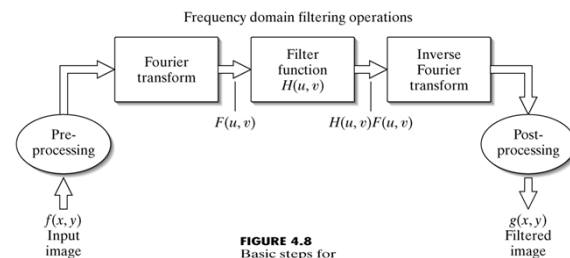 Frequency domain filtering operations
Fourier
transform
Filter
function
H(u, v)
Inverse
Fourier
transform
F(u, v)
H(u, v)F(u, v)
Pre-
processing
Post-
processing
f(x, y)
Input
image
g(x, y)
Filtered
image
FIGURE 4.8
Basic steps for